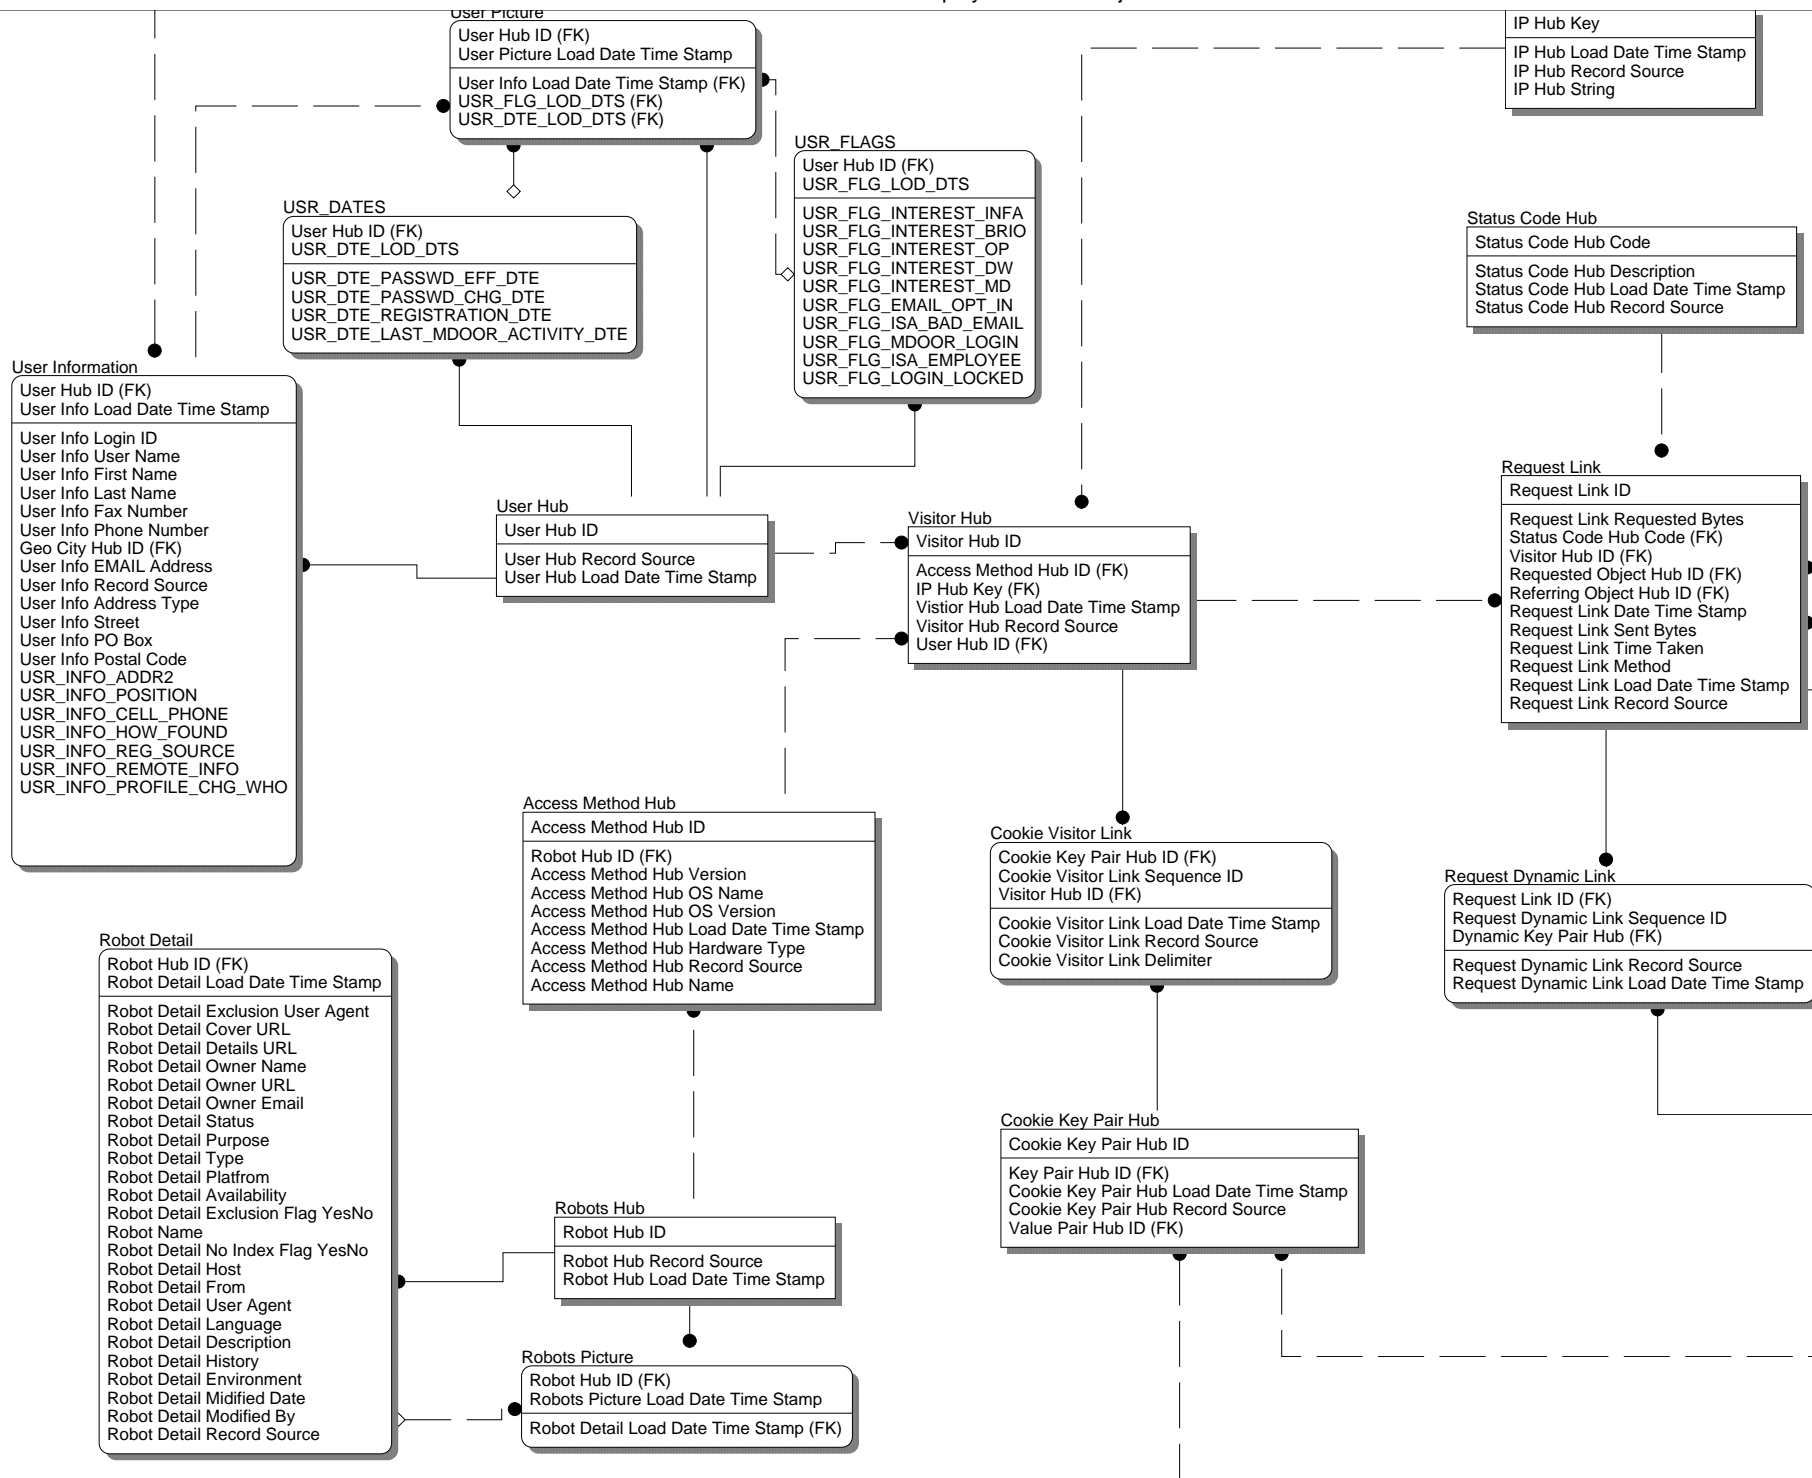 User Picture
User Hub ID (FK)
User Picture Load Date Time Stamp
User Info Load Date Time Stamp (FK)
USR_FLG_LOD_DTS (FK)
USR_DTE_LOD_DTS (FK)
IP Hub Key
IP Hub Load Date Time Stamp
IP Hub Record Source
IP Hub String
USR_FLAGS
User Hub ID (FK)
USR_FLG_LOD_DTS
USR_FLG_INTEREST_INFA
USR_FLG_INTEREST_BRIO
USR_FLG_INTEREST_OP
USR_FLG_INTEREST_DW
USR_FLG_INTEREST_MD
USR_FLG_EMAIL_OPT_IN
USR_FLG_ISA_BAD_EMAIL
USR_FLG_MDOOR_LOGIN
USR_FLG_ISA_EMPLOYEE
USR_FLG_LOGIN_LOCKED
USR_DATES
User Hub ID (FK)
USR_DTE_LOD_DTS
USR_DTE_PASSWD_EFF_DTE
USR_DTE_PASSWD_CHG_DTE
USR_DTE_REGISTRATION_DTE
USR_DTE_LAST_MDOOR_ACTIVITY_DTE
Status Code Hub
Status Code Hub Code
Status Code Hub Description
Status Code Hub Load Date Time Stamp
Status Code Hub Record Source
User Information
User Hub ID (FK)
User Info Load Date Time Stamp
User Info Login ID
User Info User Name
User Info First Name
User Info Last Name
User Info Fax Number
User Info Phone Number
Geo City Hub ID (FK)
User Info EMAIL Address
User Info Record Source
User Info Address Type
User Info Street
User Info PO Box
User Info Postal Code
USR_INFO_ADDR2
USR_INFO_POSITION
USR_INFO_CELL_PHONE
USR_INFO_HOW_FOUND
USR_INFO_REG_SOURCE
USR_INFO_REMOTE_INFO
USR_INFO_PROFILE_CHG_WHO
User Hub
User Hub ID
User Hub Record Source
User Hub Load Date Time Stamp
Visitor Hub
Visitor Hub ID
Access Method Hub ID (FK)
IP Hub Key (FK)
Vistior Hub Load Date Time Stamp
Visitor Hub Record Source
User Hub ID (FK)
Request Link
Request Link ID
Request Link Requested Bytes
Status Code Hub Code (FK)
Visitor Hub ID (FK)
Requested Object Hub ID (FK)
Referring Object Hub ID (FK)
Request Link Date Time Stamp
Request Link Sent Bytes
Request Link Time Taken
Request Link Method
Request Link Load Date Time Stamp
Request Link Record Source
Access Method Hub
Access Method Hub ID
Robot Hub ID (FK)
Access Method Hub Version
Access Method Hub OS Name
Access Method Hub OS Version
Access Method Hub Load Date Time Stamp
Access Method Hub Hardware Type
Access Method Hub Record Source
Access Method Hub Name
Cookie Visitor Link
Cookie Key Pair Hub ID (FK)
Cookie Visitor Link Sequence ID
Visitor Hub ID (FK)
Cookie Visitor Link Load Date Time Stamp
Cookie Visitor Link Record Source
Cookie Visitor Link Delimiter
Request Dynamic Link
Request Link ID (FK)
Request Dynamic Link Sequence ID
Dynamic Key Pair Hub (FK)
Request Dynamic Link Record Source
Request Dynamic Link Load Date Time Stamp
Robot Detail
Robot Hub ID (FK)
Robot Detail Load Date Time Stamp
Robot Detail Exclusion User Agent
Robot Detail Cover URL
Robot Detail Details URL
Robot Detail Owner Name
Robot Detail Owner URL
Robot Detail Owner Email
Robot Detail Status
Robot Detail Purpose
Robot Detail Type
Robot Detail Platfrom
Robot Detail Availability
Robot Detail Exclusion Flag YesNo
Robot Name
Robot Detail No Index Flag YesNo
Robot Detail Host
Robot Detail From
Robot Detail User Agent
Robot Detail Language
Robot Detail Description
Robot Detail History
Robot Detail Environment
Robot Detail Midified Date
Robot Detail Modified By
Robot Detail Record Source
Cookie Key Pair Hub
Cookie Key Pair Hub ID
Key Pair Hub ID (FK)
Cookie Key Pair Hub Load Date Time Stamp
Cookie Key Pair Hub Record Source
Value Pair Hub ID (FK)
Robots Hub
Robot Hub ID
Robot Hub Record Source
Robot Hub Load Date Time Stamp
Robots Picture
Robot Hub ID (FK)
Robots Picture Load Date Time Stamp
Robot Detail Load Date Time Stamp (FK)